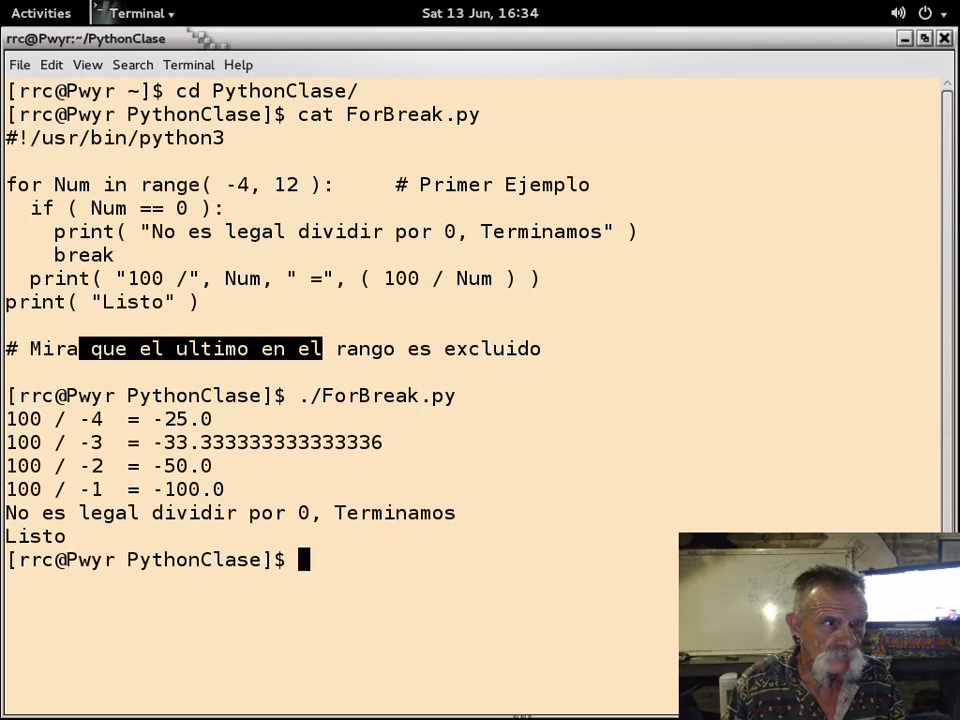 Activities Terminal Sat 13 Jun, 16:34
rrc@Pwyr:~/PythonClase
File Edit View Search Terminal Help
[rrc@Pwyr ~]$ cd PythonClase/
[rrc@Pwyr PythonClase]$ cat ForBreak.py
#!/usr/bin/python3
for Num in range( -4, 12 ):     # Primer Ejemplo
  if ( Num == 0 ):
    print( "No es legal dividir por 0, Terminamos" )
    break
  print( "100 /", Num, " =", ( 100 / Num ) )
print( "Listo" )
# Mira que el ultimo en el rango es excluido
[rrc@Pwyr PythonClase]$ ./ForBreak.py
100 / -4  = -25.0
100 / -3  = -33.333333333333336
100 / -2  = -50.0
100 / -1  = -100.0
No es legal dividir por 0, Terminamos
Listo
[rrc@Pwyr PythonClase]$